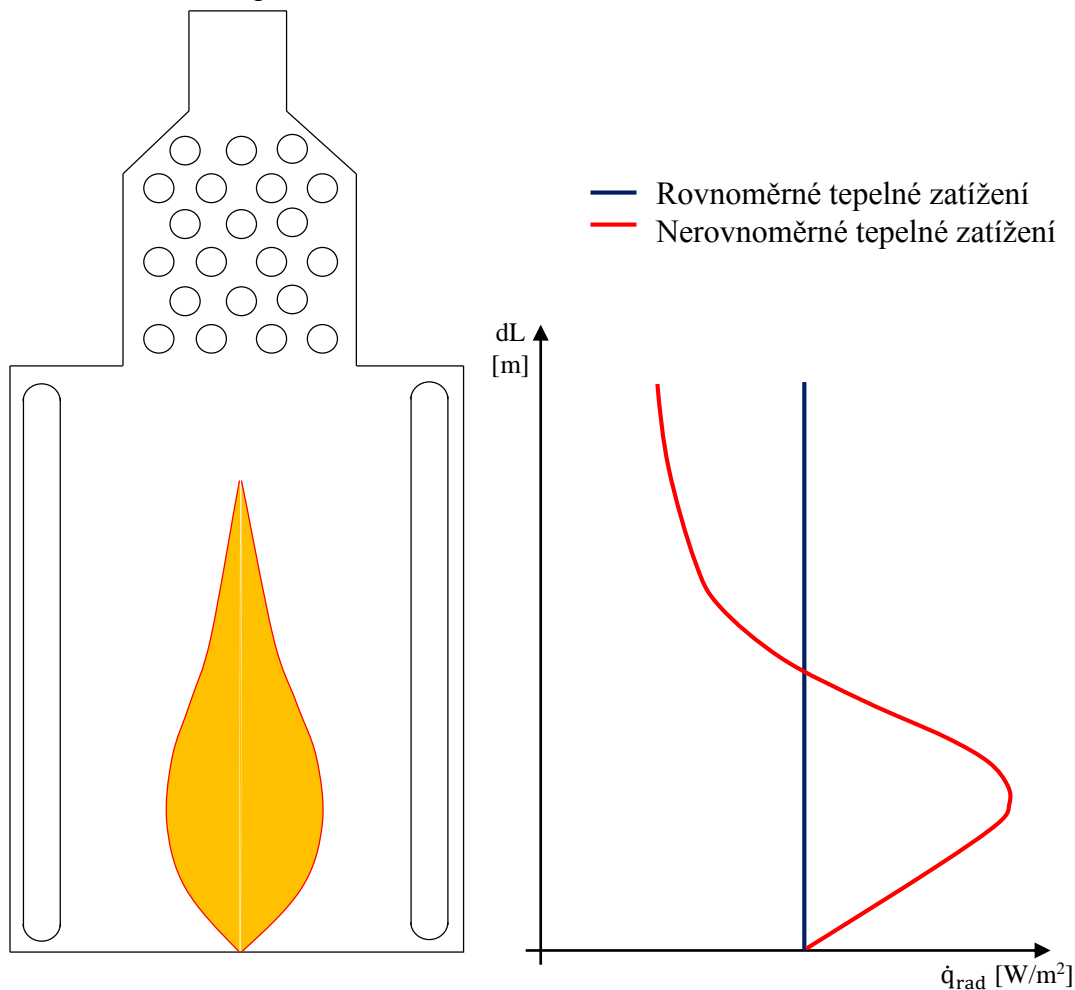 Rovnoměrné tepelné zatížení
Nerovnoměrné tepelné zatížení
dL
[m]
q̇rad [W/m²]